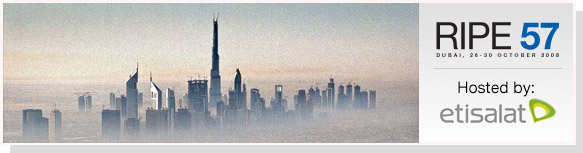 RIPE 57
DUBAI, 26-30 OCTOBER 2008
Hosted by:
etisalat